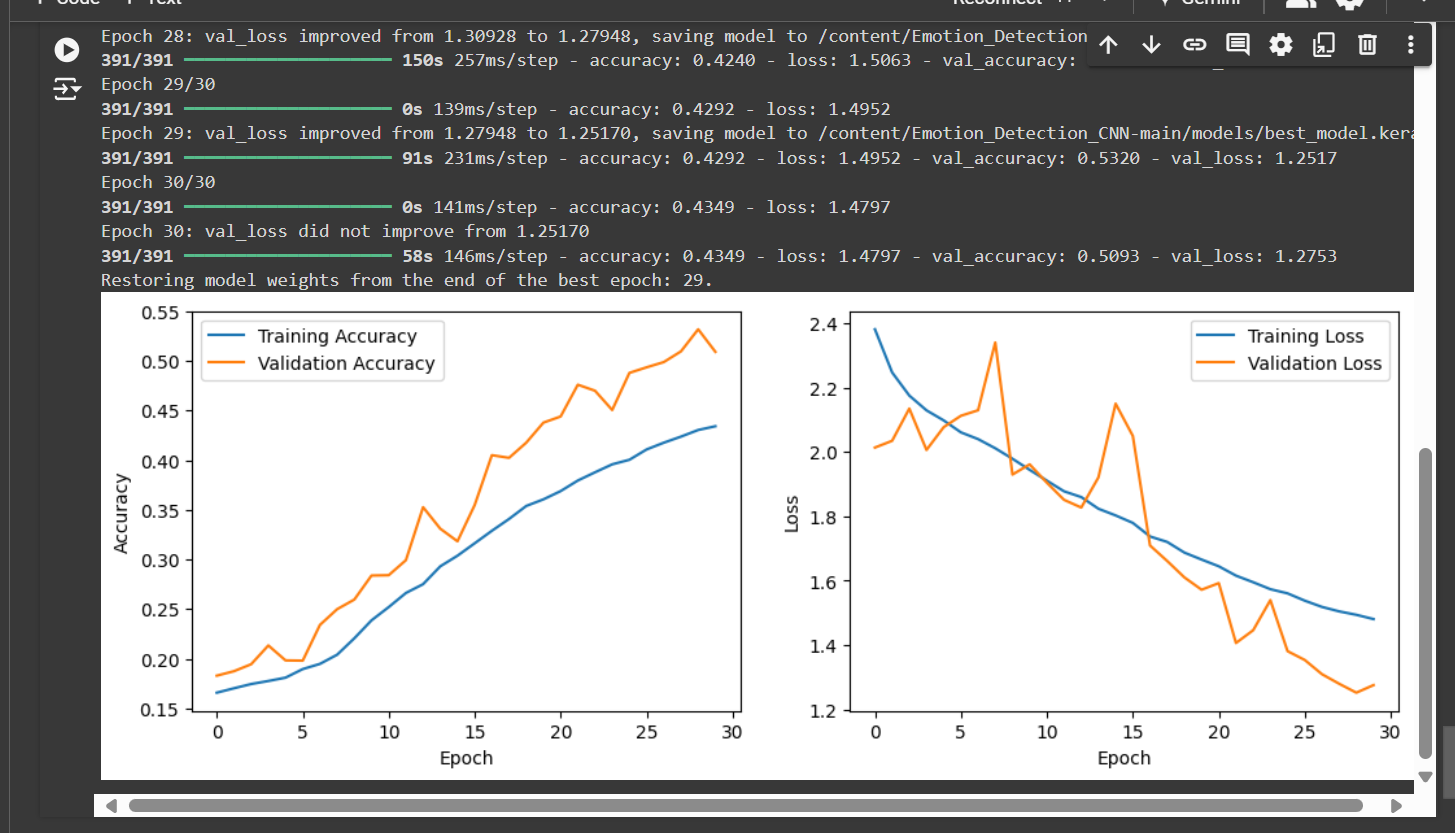 Code Text Reconnect Gemini
Epoch 28: val_loss improved from 1.30928 to 1.27948, saving model to /content/Emotion_Detection
391/391 150s 257ms/step - accuracy: 0.4240 - loss: 1.5063 - val_accuracy:
Epoch 29/30
391/391 0s 139ms/step - accuracy: 0.4292 - loss: 1.4952
Epoch 29: val_loss improved from 1.27948 to 1.25170, saving model to /content/Emotion_Detection_CNN-main/models/best_model.kera
391/391 91s 231ms/step - accuracy: 0.4292 - loss: 1.4952 - val_accuracy: 0.5320 - val_loss: 1.2517
Epoch 30/30
391/391 0s 141ms/step - accuracy: 0.4349 - loss: 1.4797
Epoch 30: val_loss did not improve from 1.25170
391/391 58s 146ms/step - accuracy: 0.4349 - loss: 1.4797 - val_accuracy: 0.5093 - val_loss: 1.2753
Restoring model weights from the end of the best epoch: 29.
Training Accuracy
Validation Accuracy
0.55
0.50
0.45
0.40
0.35
0.30
0.25
0.20
0.15
Accuracy
0 5 10 15 20 25 30
Epoch
Training Loss
Validation Loss
2.4
2.2
2.0
1.8
1.6
1.4
1.2
Loss
0 5 10 15 20 25 30
Epoch